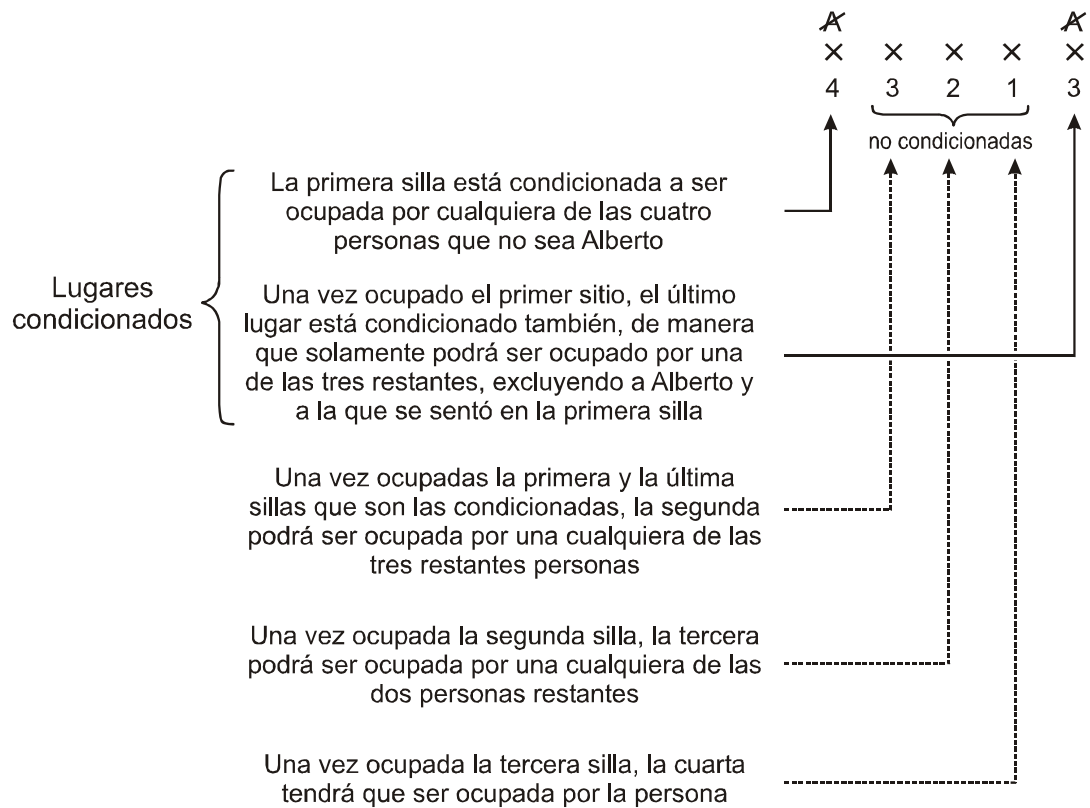 A A
× × × × ×
4 3 2 1 3
no condicionadas
La primera silla está condicionada a ser
ocupada por cualquiera de las cuatro
personas que no sea Alberto
Lugares
condicionados
Una vez ocupado el primer sitio, el último
lugar está condicionado también, de manera
que solamente podrá ser ocupado por una
de las tres restantes, excluyendo a Alberto y
a la que se sentó en la primera silla
Una vez ocupadas la primera y la última
sillas que son las condicionadas, la segunda
podrá ser ocupada por una cualquiera de las
tres restantes personas
Una vez ocupada la segunda silla, la tercera
podrá ser ocupada por una cualquiera de las
dos personas restantes
Una vez ocupada la tercera silla, la cuarta
tendrá que ser ocupada por la persona